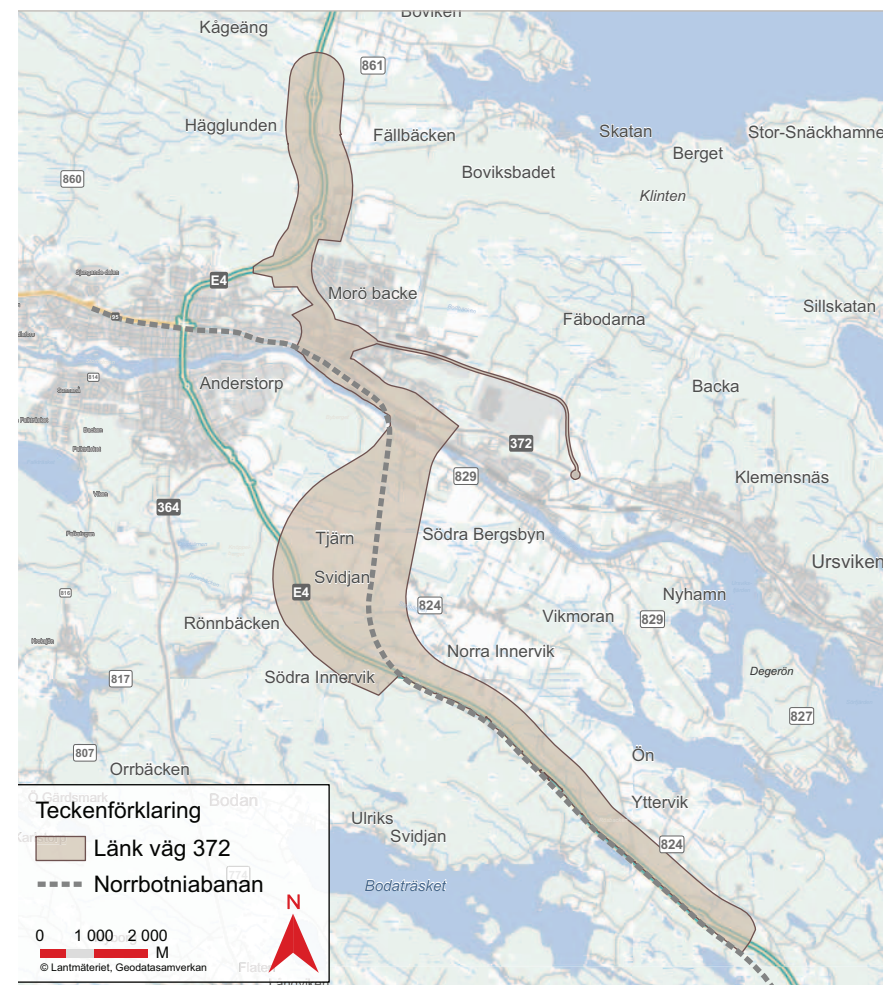 Boviken
Kågeäng
861
Hägglunden
Fällbäcken
Skatan
Stor-Snäckhamne
Berget
860
Boviksbadet
Klinten
E4
Morö backe
Sillskatan
Fäbodarna
95
Anderstorp
Backa
372
829
Klemensnäs
364
Tjärn
Södra Bergsbyn
Ursviken
Svidjan
E4
Nyhamn
824
Vikmoran
829
Rönnbäcken
Norra Innervik
817
Södra Innervik
Degerön
827
807
Ön
Orrbäcken
Yttervik
Bodan
Ulriks
Svidjan
824
Bodaträsket
774
Teckenförklaring
Länk väg 372
Norrbotniabanan
N
0 1 000 2 000
M
© Lantmäteriet, Geodatasamverkan